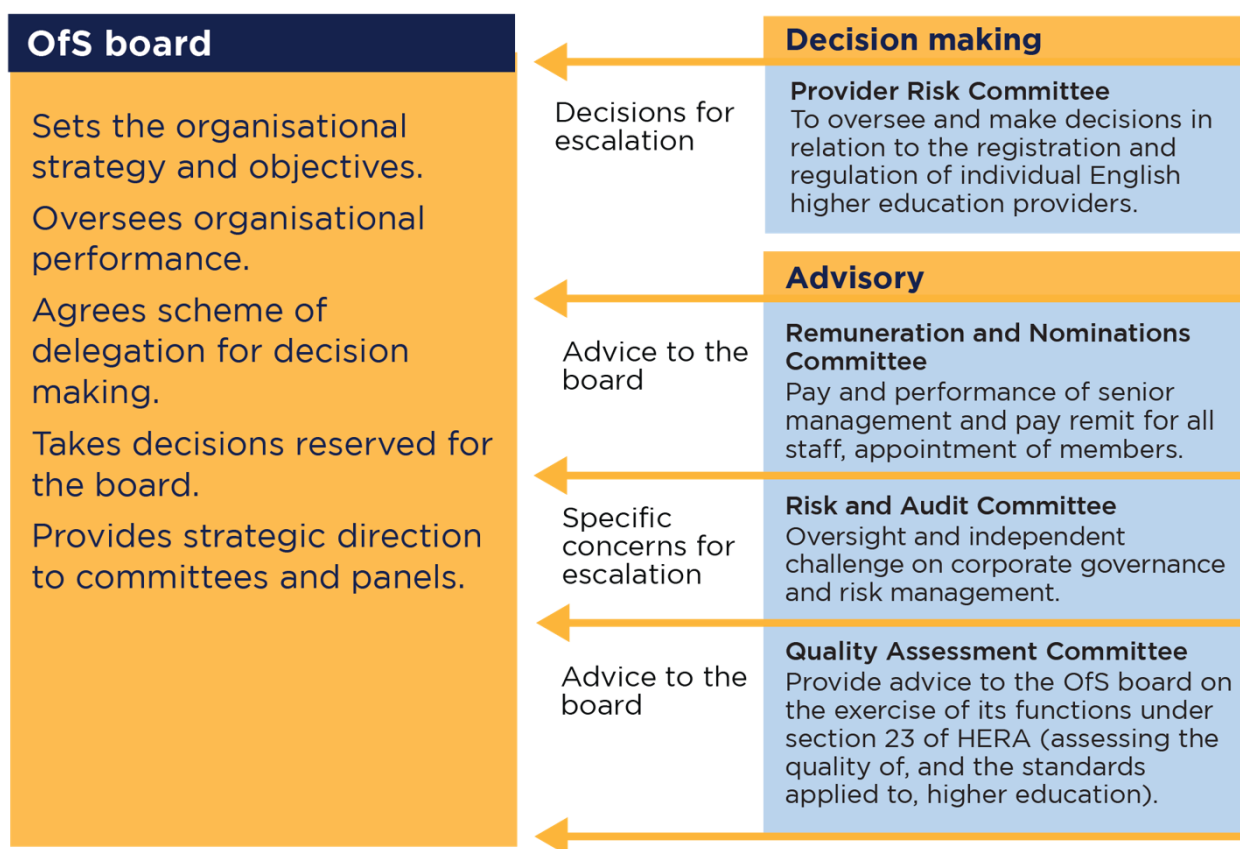 OfS board
Sets the organisational
strategy and objectives.
Oversees organisational
performance.
Agrees scheme of
delegation for decision
making.
Takes decisions reserved for
the board.
Provides strategic direction
to committees and panels.
Decisions for
escalation
Advice to the
board
Specific
concerns for
escalation
Advice to the
board
Decision making
Provider Risk Committee
To oversee and make decisions in
relation to the registration and
regulation of individual English
higher education providers.
Advisory
Remuneration and Nominations
Committee
Pay and performance of senior
management and pay remit for all
staff, appointment of members.
Risk and Audit Committee
Oversight and independent
challenge on corporate governance
and risk management.
Quality Assessment Committee
Provide advice to the OfS board on
the exercise of its functions under
section 23 of HERA (assessing the
quality of, and the standards
applied to, higher education).